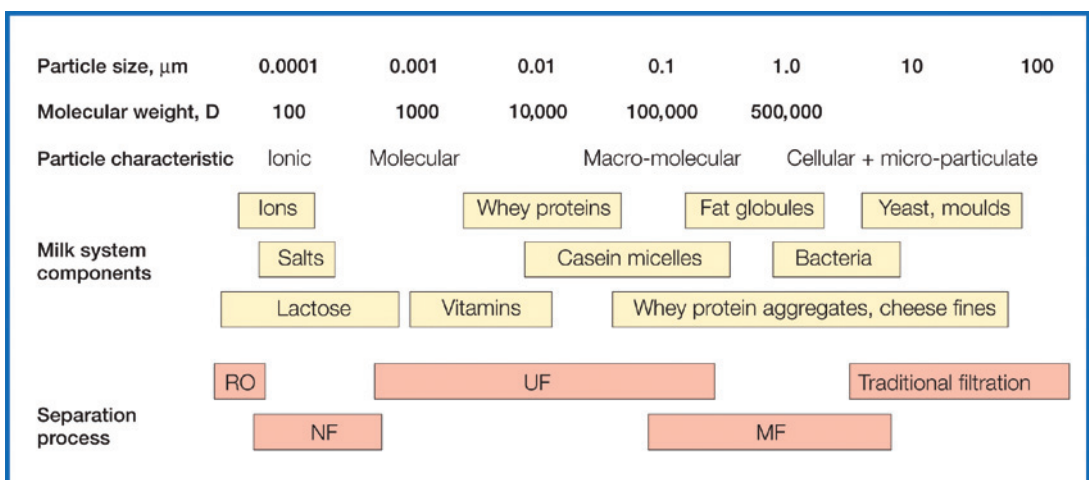 Particle size, μm 0.0001 0.001 0.01 0.1 1.0 10 100
Molecular weight, D 100 1000 10,000 100,000 500,000
Particle characteristic Ionic Molecular Macro-molecular Cellular + micro-particulate
Ions Whey proteins Fat globules Yeast, moulds
Milk system
components
Salts Casein micelles Bacteria
Lactose Vitamins Whey protein aggregates, cheese fines
RO UF Traditional filtration
Separation
process
NF MF